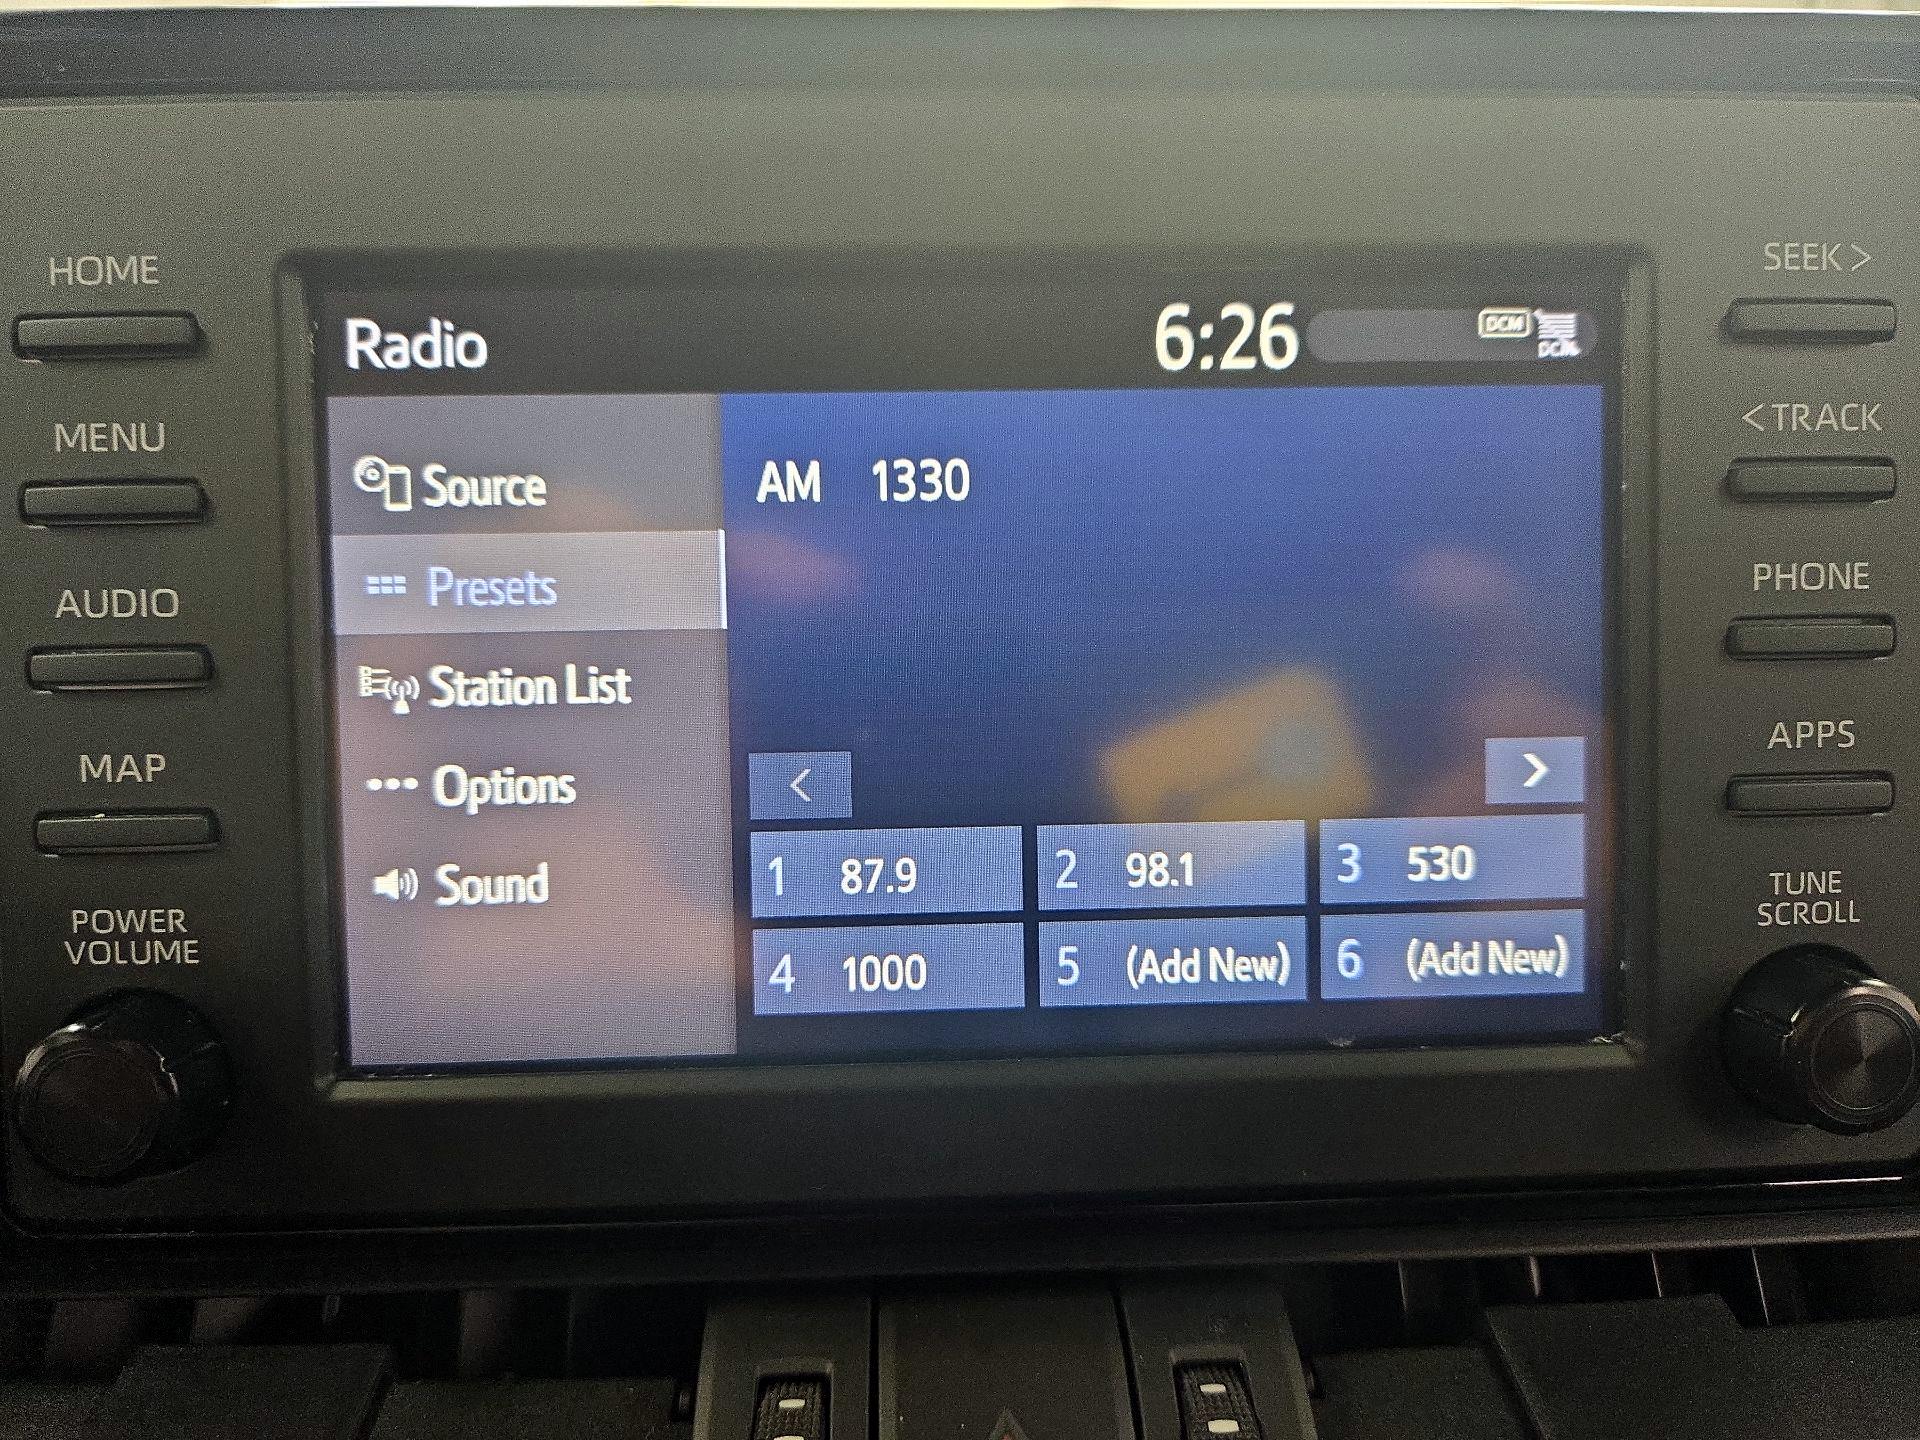 HOME
MENU
AUDIO
MAP
POWER
VOLUME
Radio
6:26
DCM
DCM
Source
Presets
Station List
Options
Sound
AM 1330
<
>
1 87.9
2 98.1
3 530
4 1000
5 (Add New)
6 (Add New)
SEEK >
< TRACK
PHONE
APPS
TUNE
SCROLL